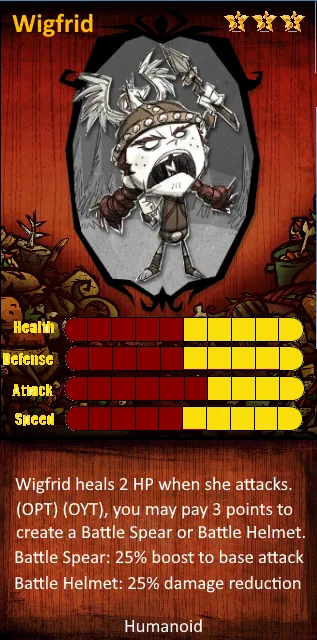 Wigfrid
Health
Defense
Attack
Speed
Wigfrid heals 2 HP when she attacks.
(OPT) (OYT), you may pay 3 points to
create a Battle Spear or Battle Helmet.
Battle Spear: 25% boost to base attack
Battle Helmet: 25% damage reduction
Humanoid